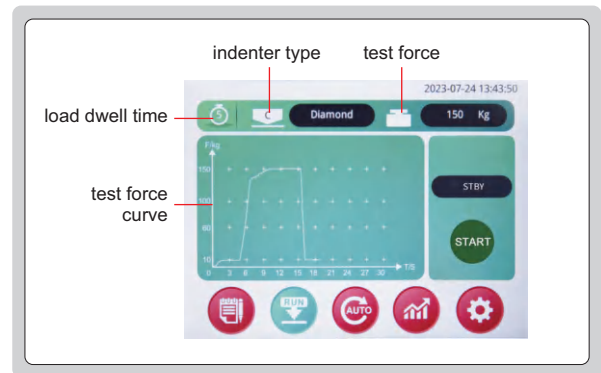 indenter type
test force
2023-07-24 13:43:50
load dwell time
5
C
Diamond
150 Kg
F/kg
150
100
60
10
0 3 6 9 12 15 18 21 24 27 30
T/S
test force
curve
STBY
START
RUN
AUTO